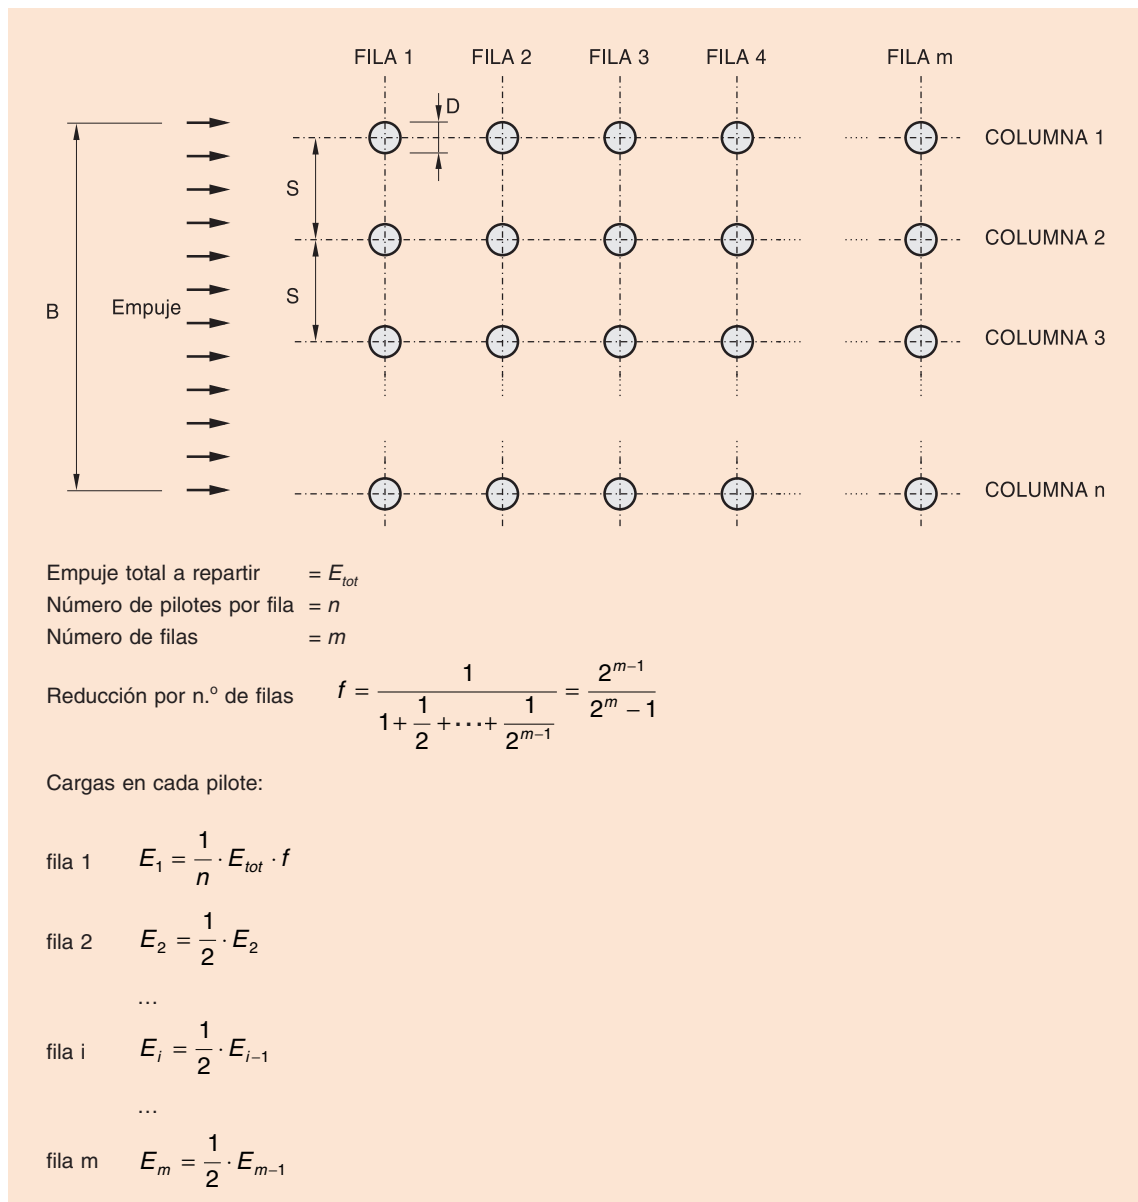 FILA 1 FILA 2 FILA 3 FILA 4 FILA m
D
COLUMNA 1
S
COLUMNA 2
S
B
Empuje
COLUMNA 3
COLUMNA n
Empuje total a repartir = E_tot
Número de pilotes por fila = n
Número de filas = m
Reducción por n.º de filas f = 1 / (1 + 1/2 + ··· + 1/2^(m–1)) = 2^(m–1) / (2^m – 1)
Cargas en cada pilote:
fila 1 E_1 = 1/n · E_tot · f
fila 2 E_2 = 1/2 · E_2
...
fila i E_i = 1/2 · E_(i–1)
...
fila m E_m = 1/2 · E_(m–1)